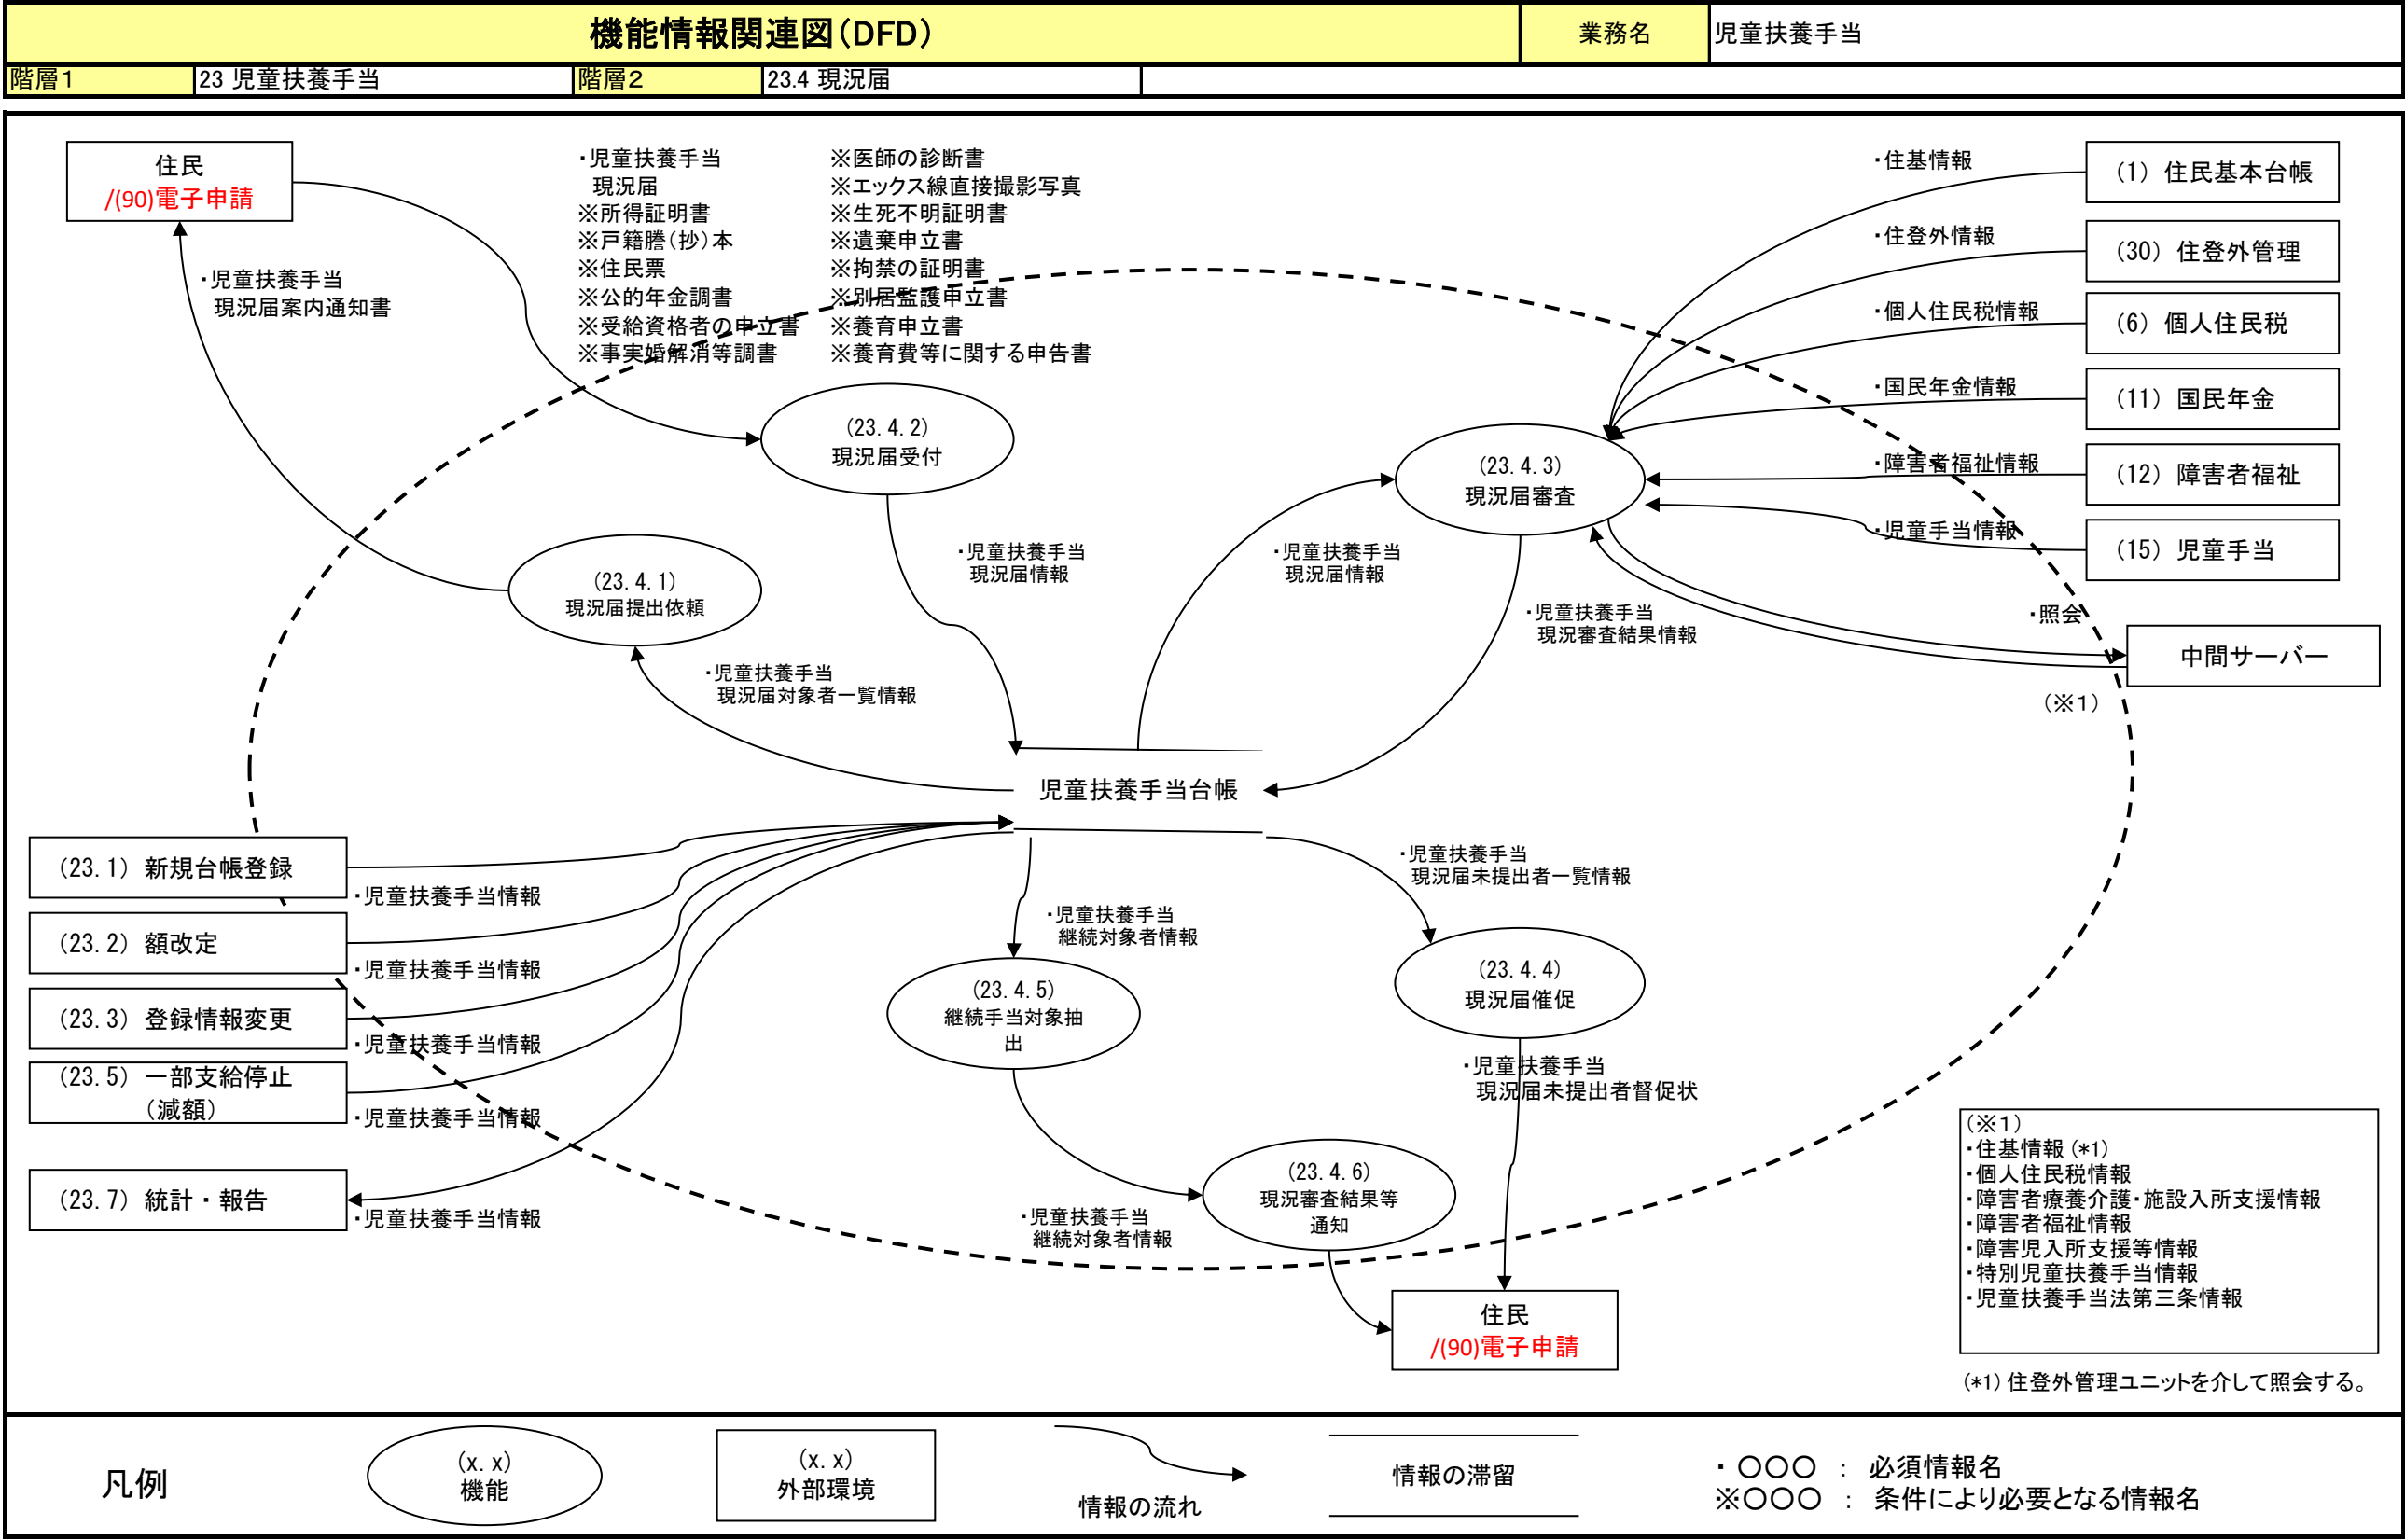 機能情報関連図（DFD）
業務名
児童扶養手当
階層１
23 児童扶養手当
階層２
23.4 現況届
住民
/(90)電子申請
・児童扶養手当
現況届案内通知書
・児童扶養手当
現況届
※所得証明書
※戸籍謄（抄）本
※住民票
※公的年金調書
※受給資格者の申立書
※事実婚解消等調書
※医師の診断書
※エックス線直接撮影写真
※生死不明証明書
※遺棄申立書
※拘禁の証明書
※別居監護申立書
※養育申立書
※養育費等に関する申告書
・住基情報
・住登外情報
・個人住民税情報
・国民年金情報
・障害者福祉情報
・児童手当情報
（1）住民基本台帳
（30）住登外管理
（6）個人住民税
（11）国民年金
（12）障害者福祉
（15）児童手当
・照会
中間サーバー
（※１）
（23.4.2）
現況届受付
（23.4.3）
現況届審査
（23.4.1）
現況届提出依頼
・児童扶養手当
現況届情報
・児童扶養手当
現況届情報
・児童扶養手当
現況審査結果情報
・児童扶養手当
現況届対象者一覧情報
児童扶養手当台帳
（23.1）新規台帳登録
・児童扶養手当情報
（23.2）額改定
・児童扶養手当情報
（23.3）登録情報変更
・児童扶養手当情報
（23.5）一部支給停止
（減額）
・児童扶養手当情報
（23.7）統計・報告
・児童扶養手当情報
・児童扶養手当
現況届未提出者一覧情報
・児童扶養手当
継続対象者情報
（23.4.5）
継続手当対象抽
出
（23.4.4）
現況届催促
・児童扶養手当
現況届未提出者督促状
（23.4.6）
現況審査結果等
通知
・児童扶養手当
継続対象者情報
住民
/(90)電子申請
（※１）
・住基情報（*1）
・個人住民税情報
・障害者療養介護・施設入所支援情報
・障害者福祉情報
・障害児入所支援等情報
・特別児童扶養手当情報
・児童扶養手当法第三条情報
（*1）住登外管理ユニットを介して照会する。
凡例
（x.x）
機能
（x.x）
外部環境
情報の流れ
情報の滞留
・ 〇〇〇 ： 必須情報名
※〇〇〇 ： 条件により必要となる情報名